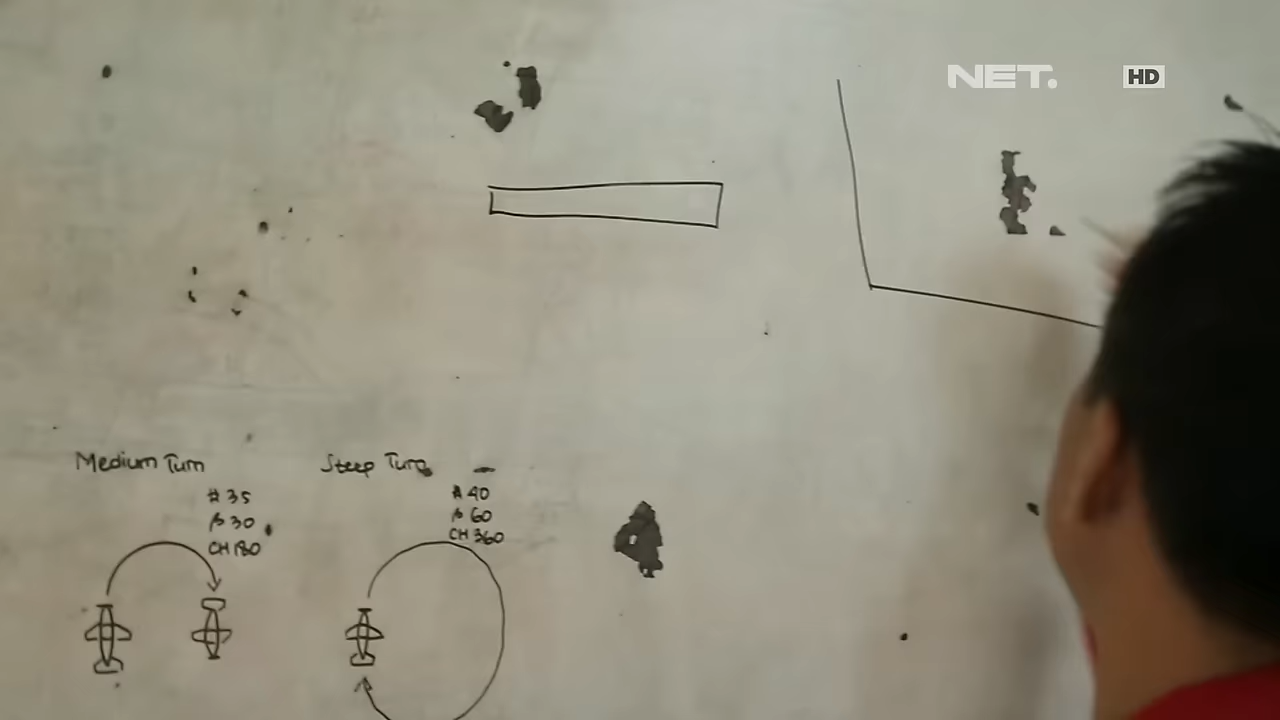 NET. HD
Medium Turn
# 35
β 30
CH 180
Steep Turn
A 40
β 60
CH 360